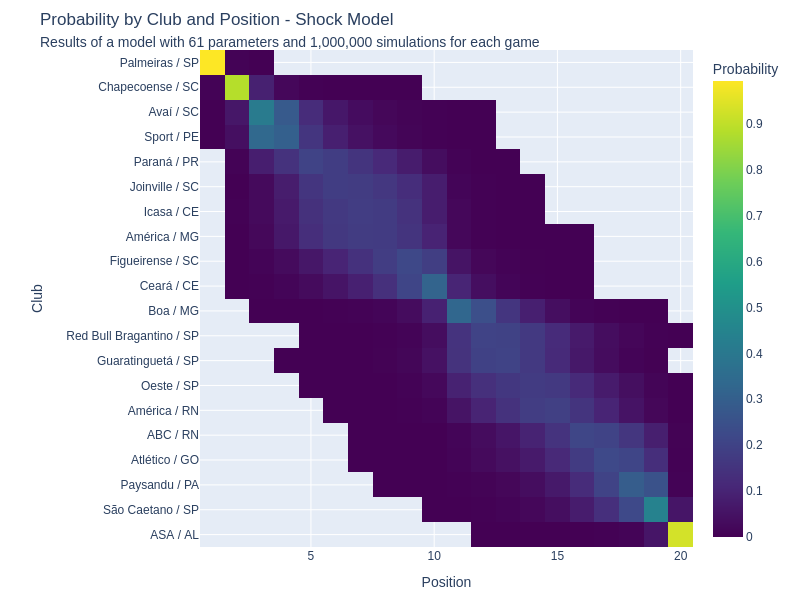 Probability by Club and Position - Shock Model
Results of a model with 61 parameters and 1,000,000 simulations for each game
Palmeiras / SP
Chapecoense / SC
Avaí / SC
Sport / PE
Paraná / PR
Joinville / SC
Icasa / CE
América / MG
Figueirense / SC
Ceará / CE
Boa / MG
Red Bull Bragantino / SP
Guaratinguetá / SP
Oeste / SP
América / RN
ABC / RN
Atlético / GO
Paysandu / PA
São Caetano / SP
ASA / AL
Club
5
10
15
20
Position
Probability
0.9
0.8
0.7
0.6
0.5
0.4
0.3
0.2
0.1
0